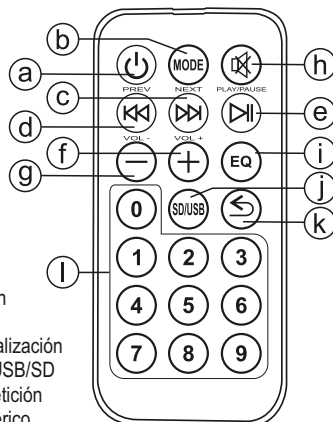 b
a
MODE
h
c
PREV NEXT PLAY/PAUSE
d
e
VOL - VOL +
f
EQ
i
g
j
0 SD/USB
k
l
1 2 3
4 5 6
7 8 9
n
alización
USB/SD
etición
érico